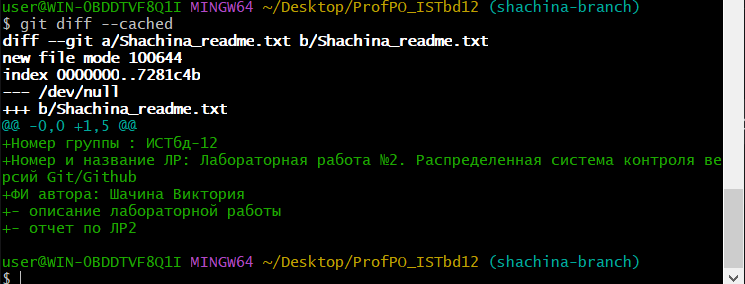 user@WIN-OBDDTVF8Q1I MINGW64 ~/Desktop/ProfPO_ISTbd12 (shachina-branch)
$ git diff --cached
diff --git a/Shachina_readme.txt b/Shachina_readme.txt
new file mode 100644
index 0000000..7281c4b
--- /dev/null
+++ b/Shachina_readme.txt
@@ -0,0 +1,5 @@
+Номер группы : ИСТбд-12
+Номер и название ЛР: Лабораторная работа №2. Распределенная система контроля вe
рсий Git/Github
+ФИ автора: Шачина Виктория
+- описание лабораторной работы
+- отчет по ЛР2
user@WIN-OBDDTVF8Q1I MINGW64 ~/Desktop/ProfPO_ISTbd12 (shachina-branch)
$